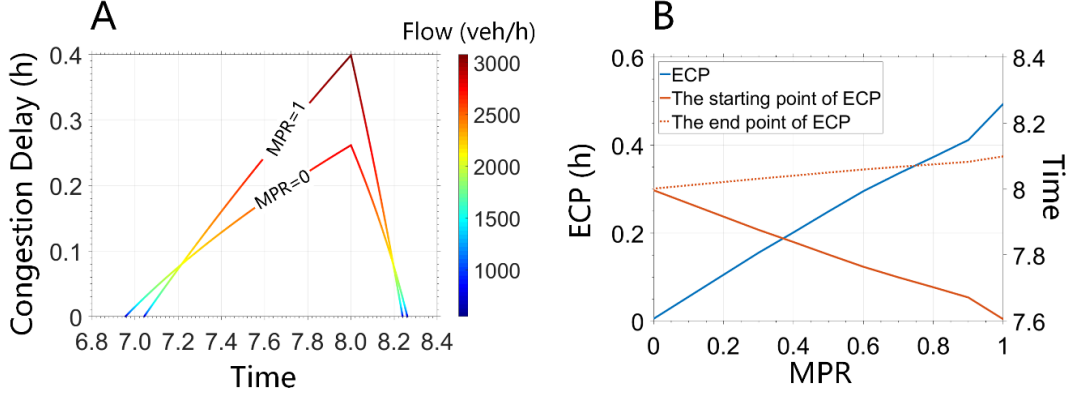 A
Flow (veh/h)
Congestion Delay (h)
0.4
0.3
0.2
0.1
0
MPR=1
MPR=0
6.8 7.0 7.2 7.4 7.6 7.8 8.0 8.2 8.4
Time
3000
2500
2000
1500
1000
B
ECP (h)
0.6
0.4
0.2
0
ECP
The starting point of ECP
The end point of ECP
0 0.2 0.4 0.6 0.8 1
MPR
8.4
8.2
8
7.8
7.6
Time